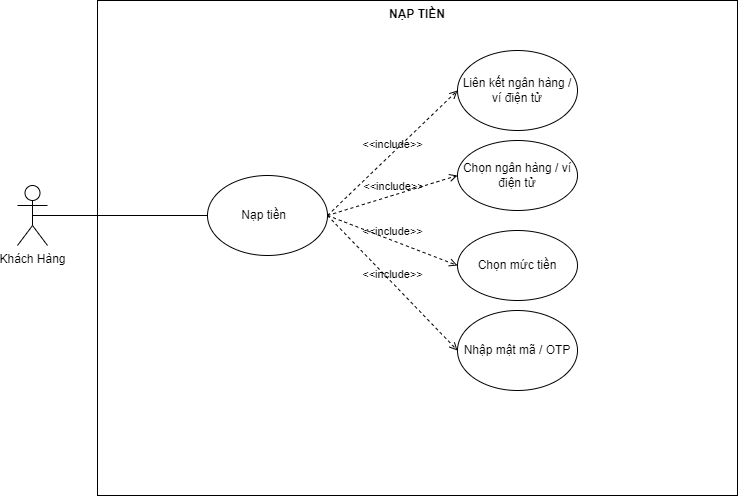 NẠP TIỀN
Liên kết ngân hàng /
ví điện tử
<<include>>
Chọn ngân hàng / ví
điện tử
<<include>>
Nạp tiền
<<include>>
Khách Hàng
Chọn mức tiền
<<include>>
Nhập mật mã / OTP